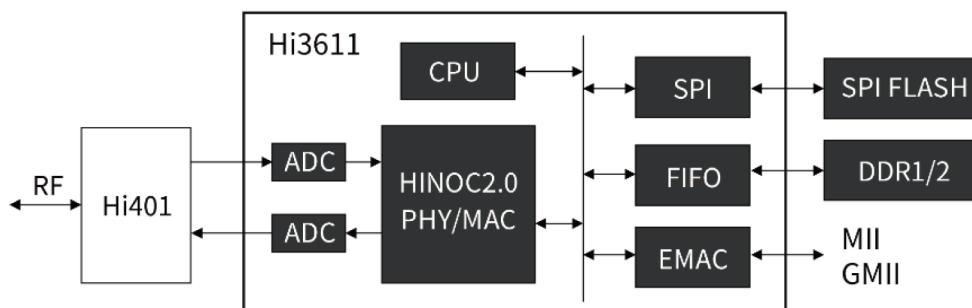 Hi3611
CPU
SPI
SPI FLASH
ADC
HINOC2.0
PHY/MAC
FIFO
DDR1/2
RF
Hi401
ADC
EMAC
MII
GMII